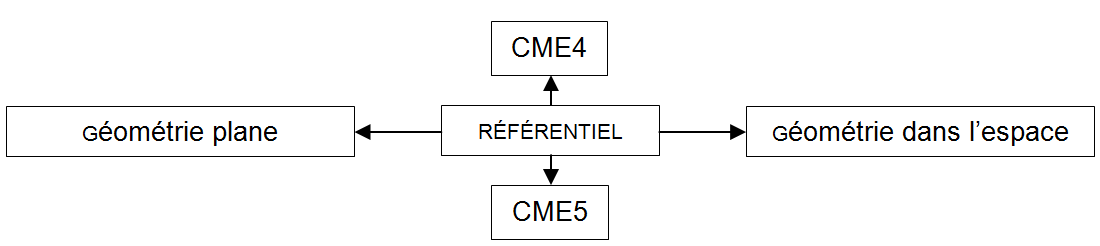 CME4
Géométrie plane
RÉFÉRENTIEL
Géométrie dans l’espace
CME5